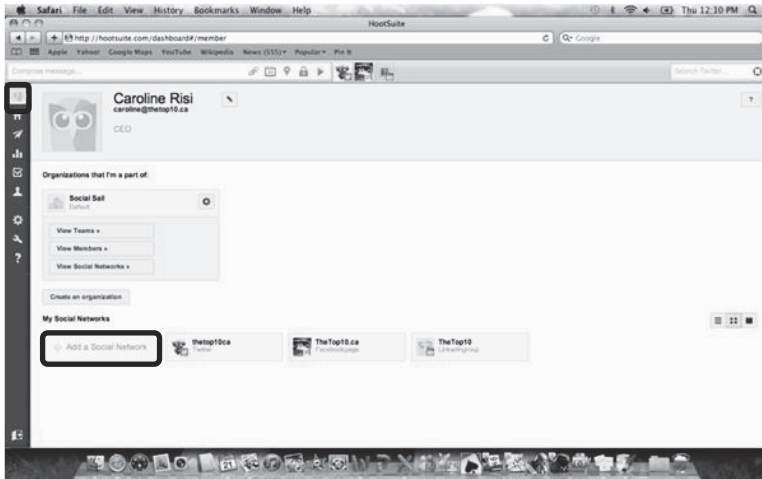 Safari File Edit View History Bookmarks Window Help Thu 12:10 PM
HootSuite
http://hootsuite.com/dashboard#/member Google
Apple Yahoo! Google Maps YouTube Wikipedia News (555) Popular Pin It
Compose message... Search Twitter...
Caroline Risi
caroline@thetop10.ca
CEO
?
Organizations that I'm a part of:
Social Sail
Default
View Teams »
View Members »
View Social Networks »
?
Create an organization
My Social Networks
Add a Social Network
thetop10ca
Twitter
TheTop10.ca
Facebookpage
TheTop10
Linkedingroup